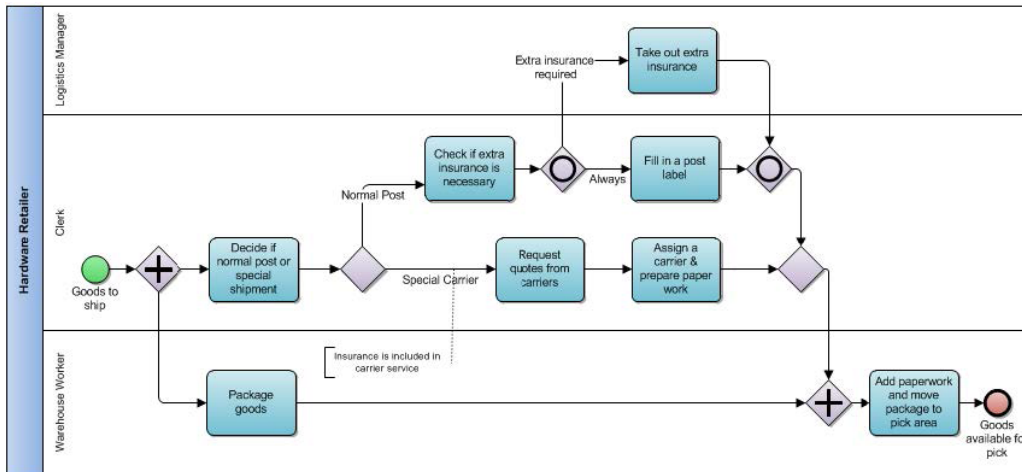 Hardware Retailer
Logistics Manager
Extra insurance
required
Take out extra
insurance
Clerk
Check if extra
insurance is
necessary
Always
Fill in a post
label
Normal Post
Goods to
ship
Decide if
normal post or
special
shipment
Special Carrier
Request
quotes from
carriers
Assign a
carrier &
prepare paper
work
Warehouse Worker
Insurance is included in
carrier service
Package
goods
Add paperwork
and move
package to
pick area
Goods
available fo
pick